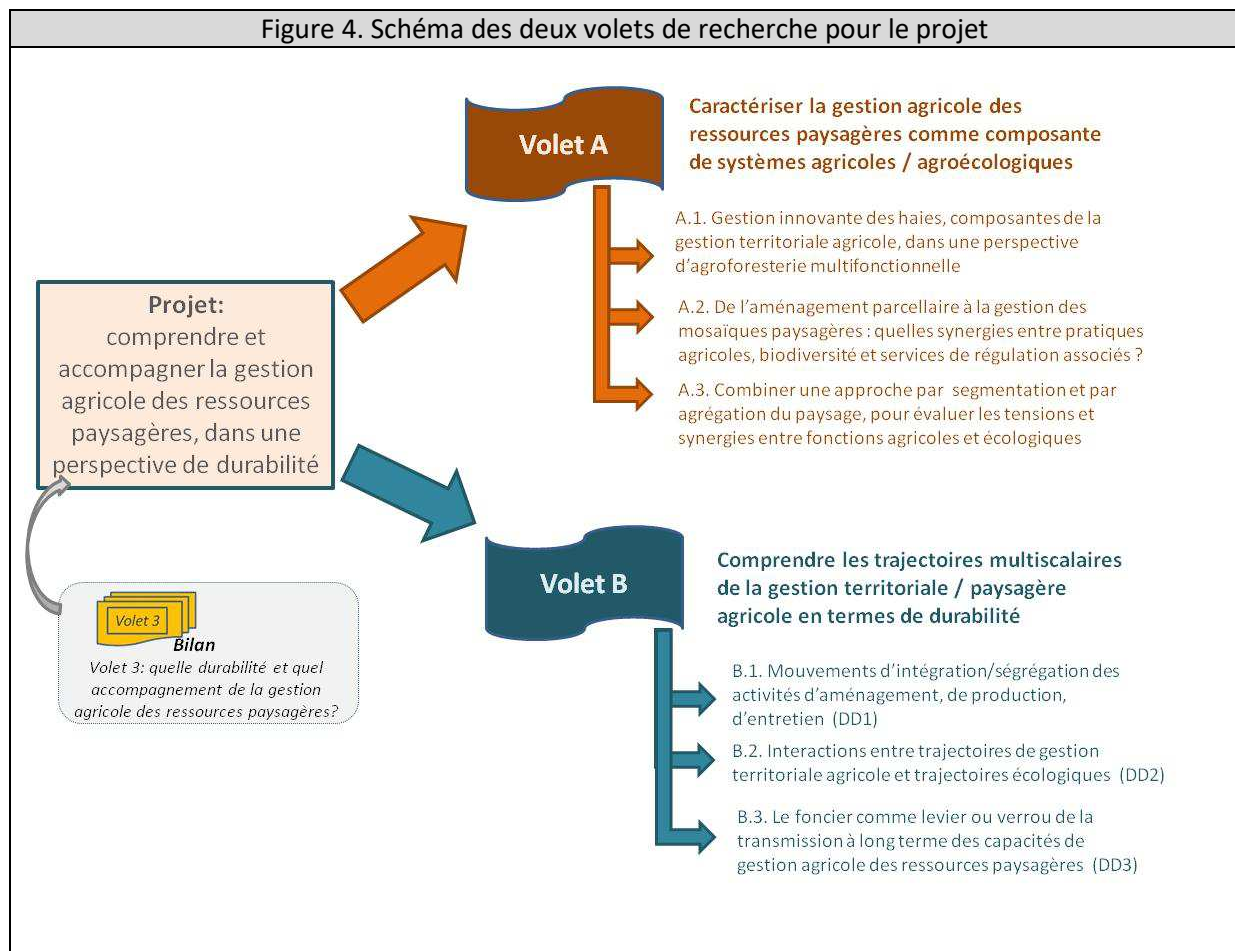 Figure 4. Schéma des deux volets de recherche pour le projet
Volet A
Caractériser la gestion agricole des
ressources paysagères comme composante
de systèmes agricoles / agroécologiques
A.1. Gestion innovante des haies, composantes de la
gestion territoriale agricole, dans une perspective
d'agroforesterie multifonctionnelle
A.2. De l'aménagement parcellaire à la gestion des
mosaïques paysagères : quelles synergies entre pratiques
agricoles, biodiversité et services de régulation associés ?
A.3. Combiner une approche par segmentation et par
agrégation du paysage, pour évaluer les tensions et
synergies entre fonctions agricoles et écologiques
Projet:
comprendre et
accompagner la gestion
agricole des ressources
paysagères, dans une
perspective de durabilité
Volet 3
Bilan
Volet 3: quelle durabilité et quel
accompagnement de la gestion
agricole des ressources paysagères?
Volet B
Comprendre les trajectoires multiscalaires
de la gestion territoriale / paysagère
agricole en termes de durabilité
B.1. Mouvements d'intégration/ségrégation des
activités d'aménagement, de production,
d'entretien (DD1)
B.2. Interactions entre trajectoires de gestion
territoriale agricole et trajectoires écologiques (DD2)
B.3. Le foncier comme levier ou verrou de la
transmission à long terme des capacités de
gestion agricole des ressources paysagères (DD3)